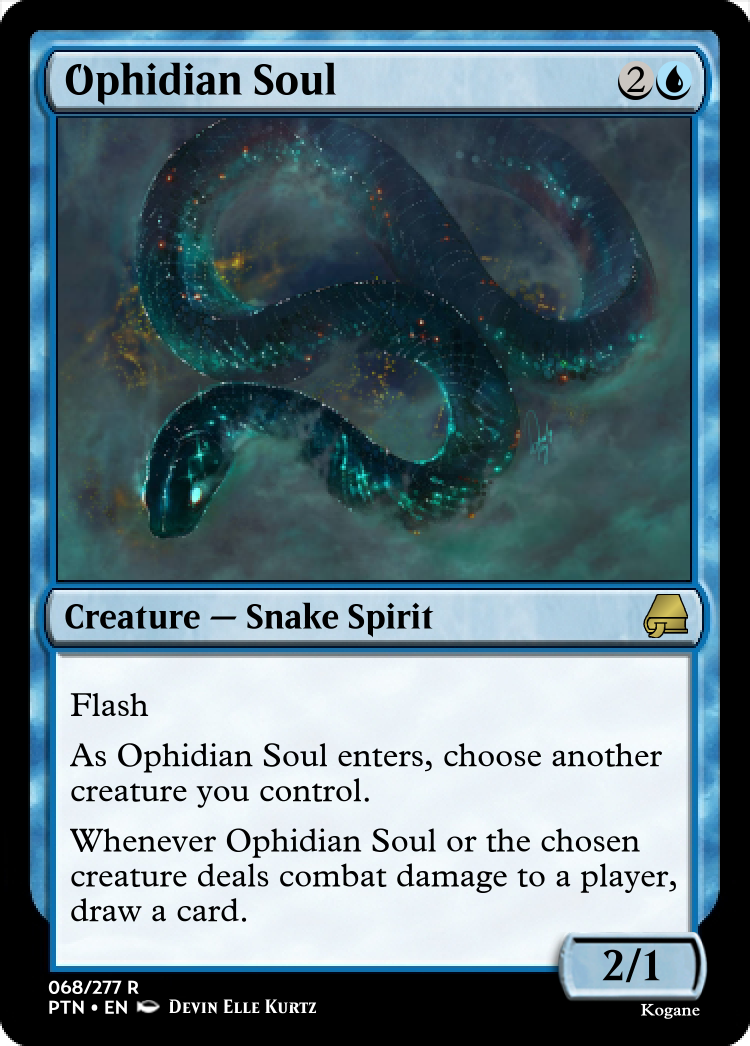 Ophidian Soul
2
Creature — Snake Spirit
Flash
As Ophidian Soul enters, choose another
creature you control.
Whenever Ophidian Soul or the chosen
creature deals combat damage to a player,
draw a card.
2/1
068/277 R
PTN • EN DEVIN ELLE KURTZ
Kogane